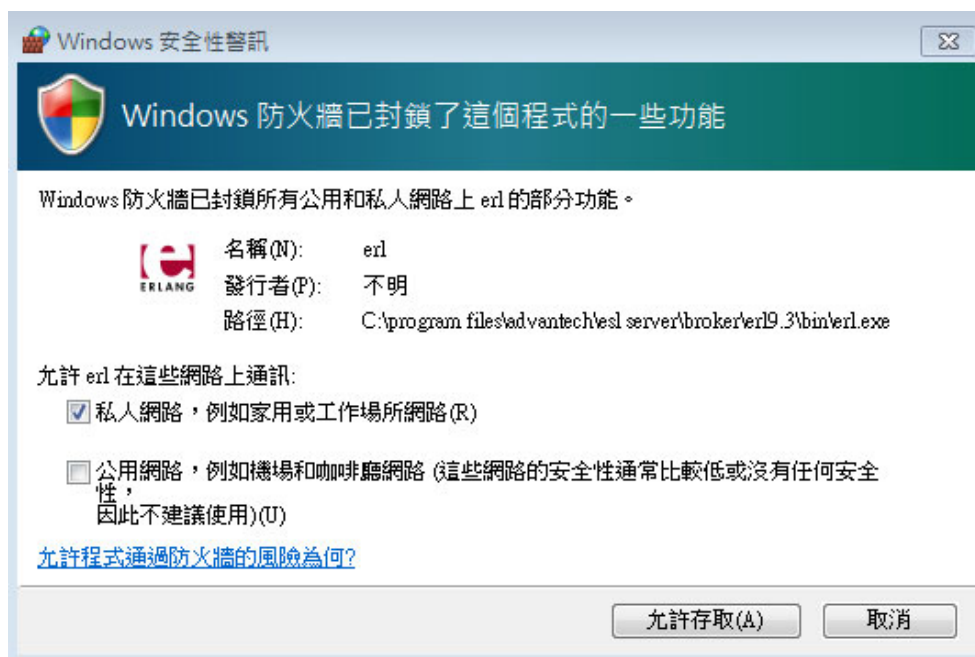 Windows 安全性警訊
Windows 防火牆已封鎖了這個程式的一些功能
Windows 防火牆已封鎖所有公用和私人網路上 erl 的部分功能。
ERLANG
名稱(N): erl
發行者(P): 不明
路徑(H): C:\program files\advantech\esl server\broker\erl9.3\bin\erl.exe
允許 erl 在這些網路上通訊:
私人網路，例如家用或工作場所網路(R)
公用網路，例如機場和咖啡廳網路 (這些網路的安全性通常比較低或沒有任何安全
性，
因此不建議使用)(U)
允許程式通過防火牆的風險為何?
允許存取(A) 取消